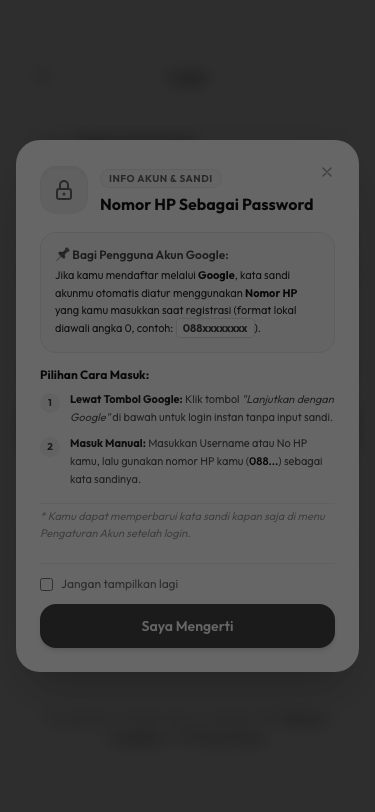 INFO AKUN & SANDI
Nomor HP Sebagai Password
📌 Bagi Pengguna Akun Google:
Jika kamu mendaftar melalui Google, kata sandi
akunmu otomatis diatur menggunakan Nomor HP
yang kamu masukkan saat registrasi (format lokal
diawali angka 0, contoh: 088xxxxxxxx ).
Pilihan Cara Masuk:
1 Lewat Tombol Google: Klik tombol "Lanjutkan dengan
Google" di bawah untuk login instan tanpa input sandi.
2 Masuk Manual: Masukkan Username atau No HP
kamu, lalu gunakan nomor HP kamu (088...) sebagai
kata sandinya.
* Kamu dapat memperbarui kata sandi kapan saja di menu
Pengaturan Akun setelah login.
Jangan tampilkan lagi
Saya Mengerti